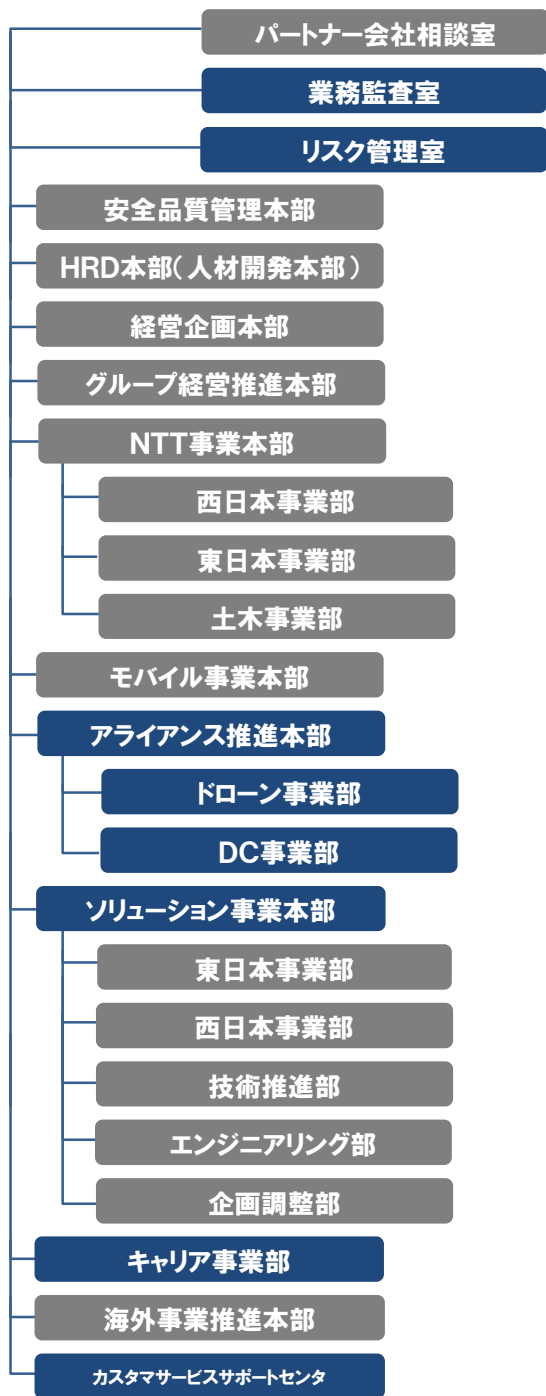 パートナー会社相談室
業務監査室
リスク管理室
安全品質管理本部
HRD本部(人材開発本部)
経営企画本部
グループ経営推進本部
NTT事業本部
西日本事業部
東日本事業部
土木事業部
モバイル事業本部
アライアンス推進本部
ドローン事業部
DC事業部
ソリューション事業本部
東日本事業部
西日本事業部
技術推進部
エンジニアリング部
企画調整部
キャリア事業部
海外事業推進本部
カスタマサービスサポートセンタ